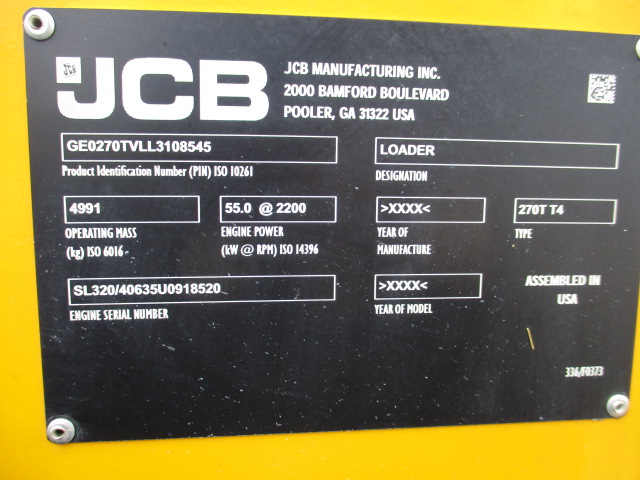 JCB
JCB MANUFACTURING INC.
2000 BAMFORD BOULEVARD
POOLER, GA 31322 USA
GE0270TVLL3108545
Product Identification Number (PIN) ISO 10261
LOADER
DESIGNATION
4991
OPERATING MASS
(kg) ISO 6016
55.0 @ 2200
ENGINE POWER
(kW @ RPM) ISO 14396
>XXXX<
YEAR OF
MANUFACTURE
270T T4
TYPE
SL320/40635U0918520
ENGINE SERIAL NUMBER
>XXXX<
YEAR OF MODEL
ASSEMBLED IN
USA
336/F0373